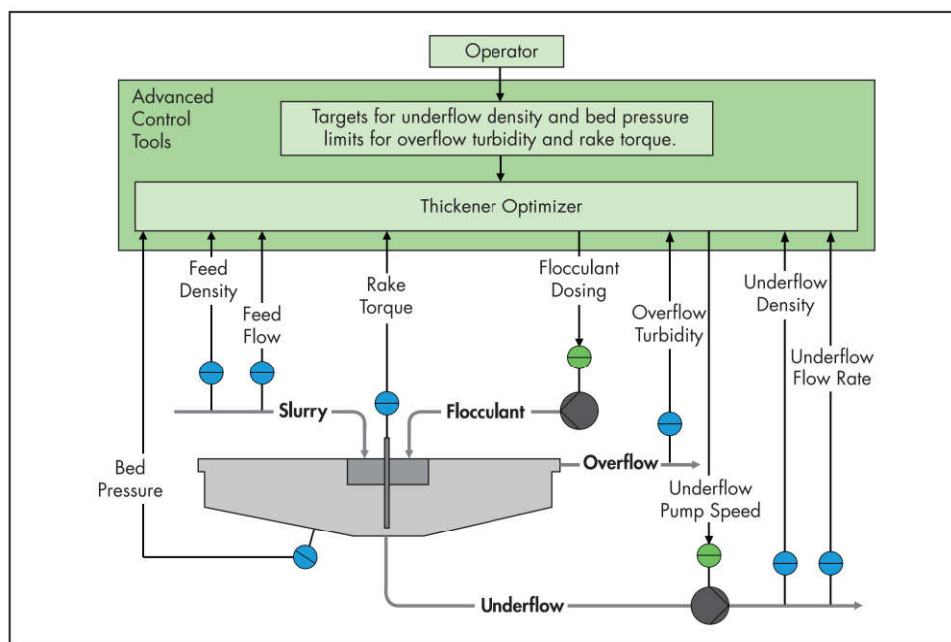 Operator
Advanced
Control
Tools
Targets for underflow density and bed pressure
limits for overflow turbidity and rake torque.
Thickener Optimizer
Feed
Density
Feed
Flow
Rake
Torque
Flocculant
Dosing
Overflow
Turbidity
Underflow
Density
Underflow
Flow Rate
Slurry
Flocculant
Bed
Pressure
Overflow
Underflow
Pump Speed
Underflow